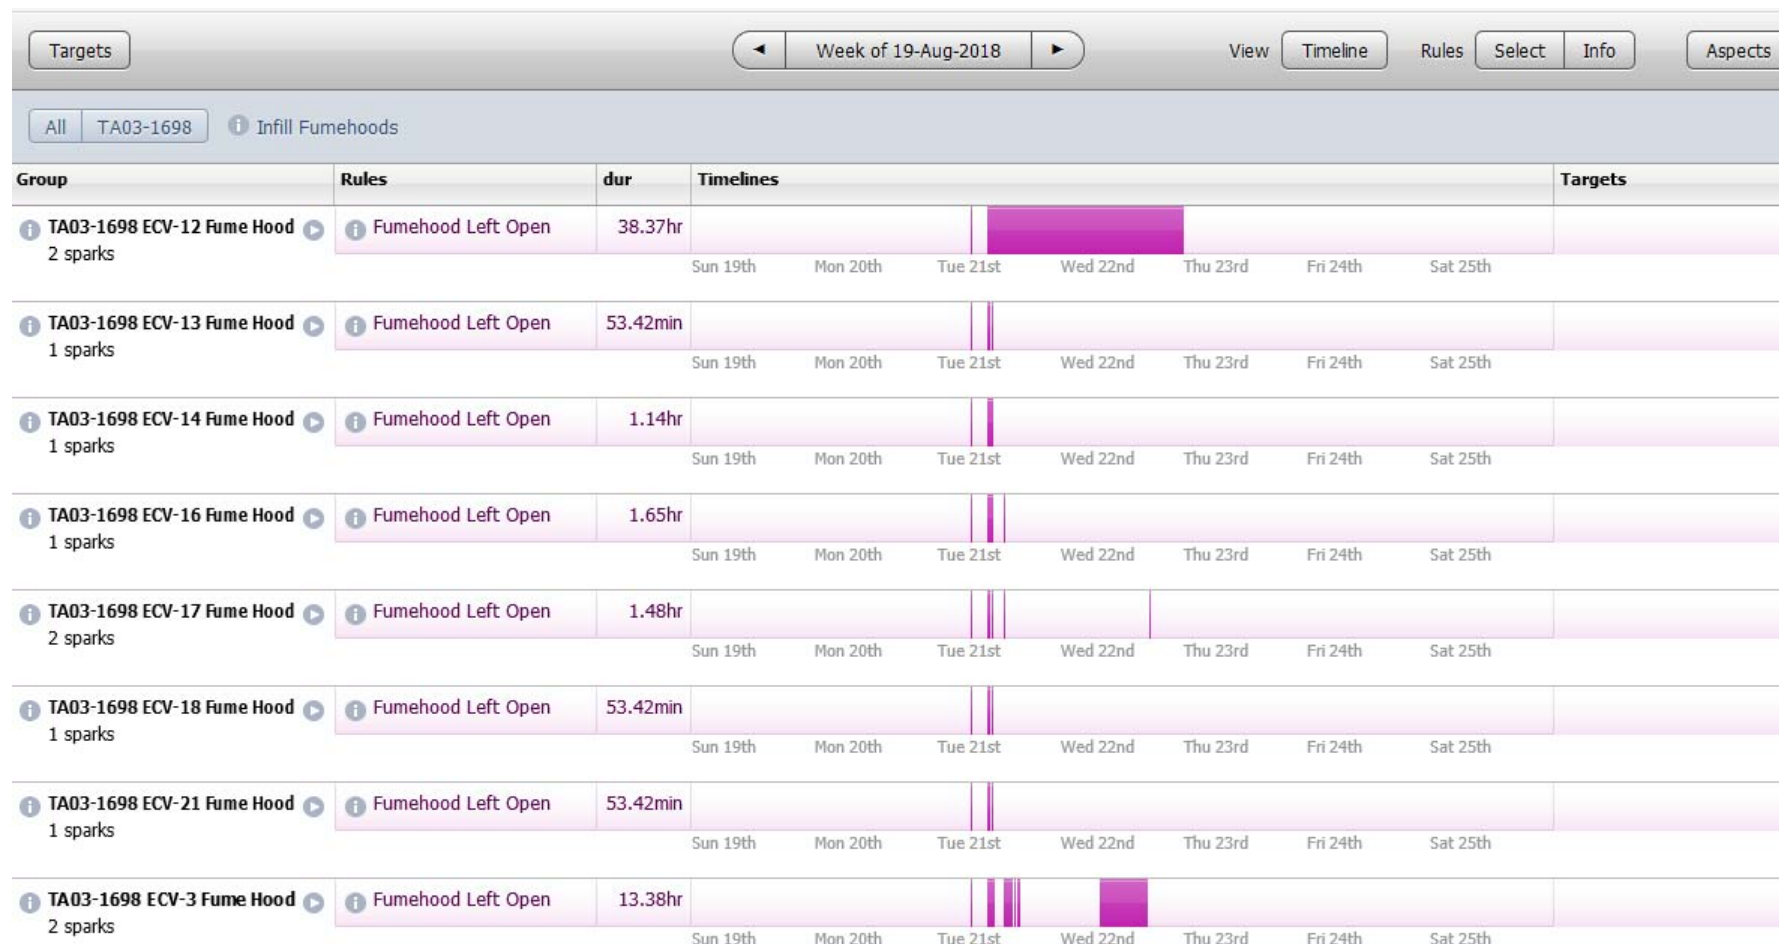 Targets ◄ Week of 19-Aug-2018 ► View Timeline Rules Select Info Aspects
All TA03-1698 Infill Fumehoods
Group Rules dur Timelines Targets
TA03-1698 ECV-12 Fume Hood Fumehood Left Open 38.37hr
2 sparks
Sun 19th Mon 20th Tue 21st Wed 22nd Thu 23rd Fri 24th Sat 25th
TA03-1698 ECV-13 Fume Hood Fumehood Left Open 53.42min
1 sparks
Sun 19th Mon 20th Tue 21st Wed 22nd Thu 23rd Fri 24th Sat 25th
TA03-1698 ECV-14 Fume Hood Fumehood Left Open 1.14hr
1 sparks
Sun 19th Mon 20th Tue 21st Wed 22nd Thu 23rd Fri 24th Sat 25th
TA03-1698 ECV-16 Fume Hood Fumehood Left Open 1.65hr
1 sparks
Sun 19th Mon 20th Tue 21st Wed 22nd Thu 23rd Fri 24th Sat 25th
TA03-1698 ECV-17 Fume Hood Fumehood Left Open 1.48hr
2 sparks
Sun 19th Mon 20th Tue 21st Wed 22nd Thu 23rd Fri 24th Sat 25th
TA03-1698 ECV-18 Fume Hood Fumehood Left Open 53.42min
1 sparks
Sun 19th Mon 20th Tue 21st Wed 22nd Thu 23rd Fri 24th Sat 25th
TA03-1698 ECV-21 Fume Hood Fumehood Left Open 53.42min
1 sparks
Sun 19th Mon 20th Tue 21st Wed 22nd Thu 23rd Fri 24th Sat 25th
TA03-1698 ECV-3 Fume Hood Fumehood Left Open 13.38hr
2 sparks
Sun 19th Mon 20th Tue 21st Wed 22nd Thu 23rd Fri 24th Sat 25th